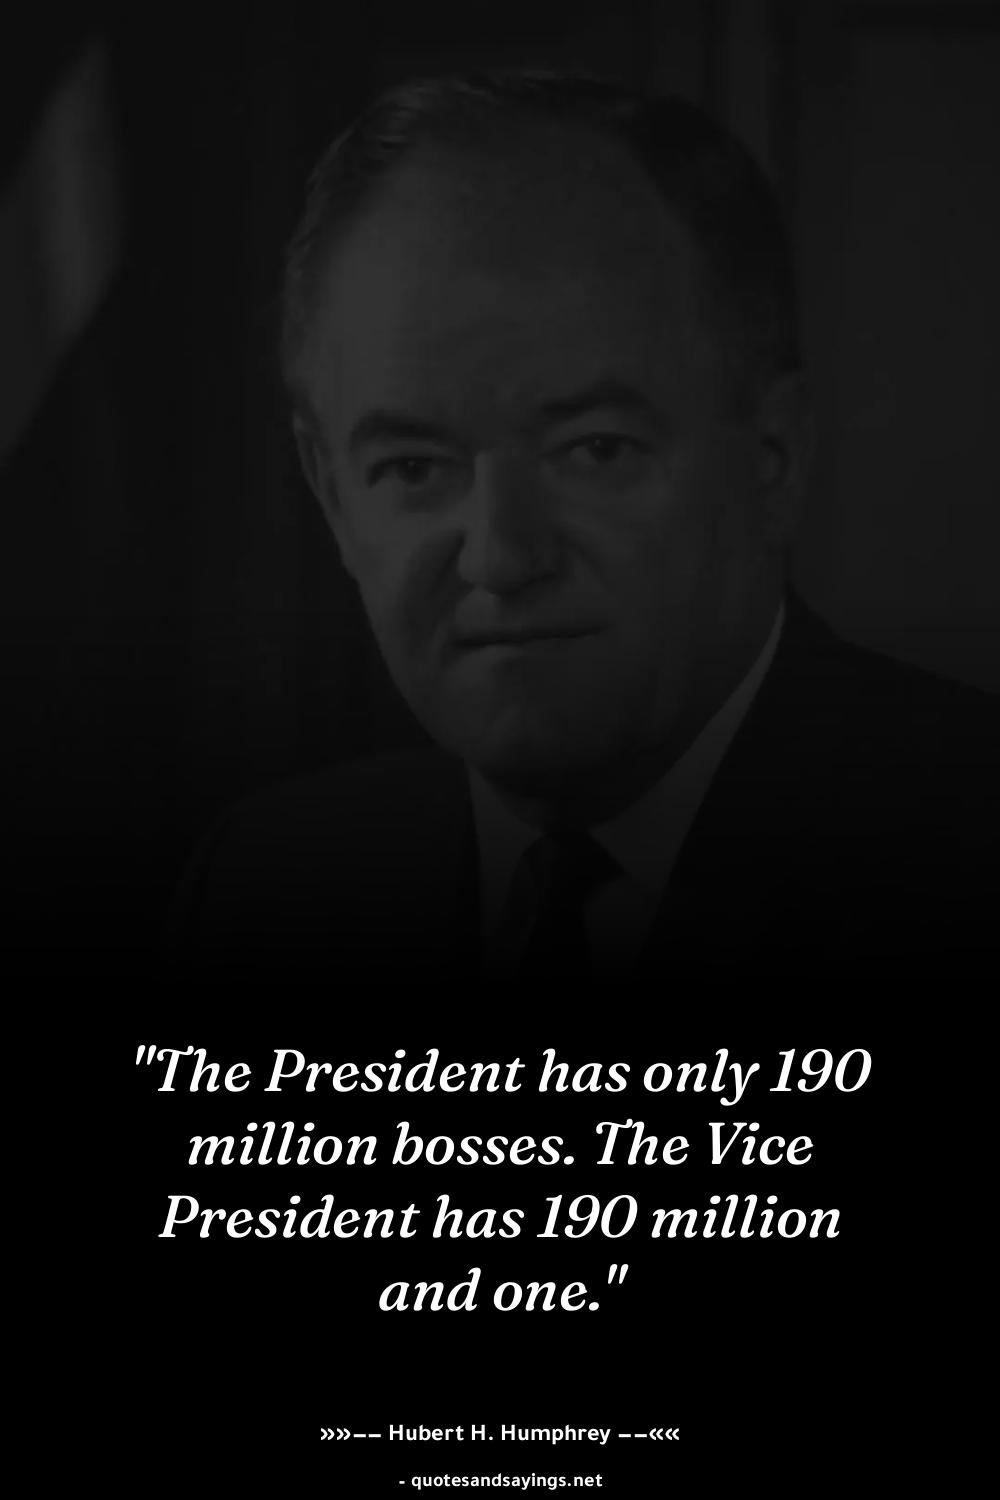 "The President has only 190
million bosses. The Vice
President has 190 million
and one."
»»−− Hubert H. Humphrey −−««
- quotesandsayings.net